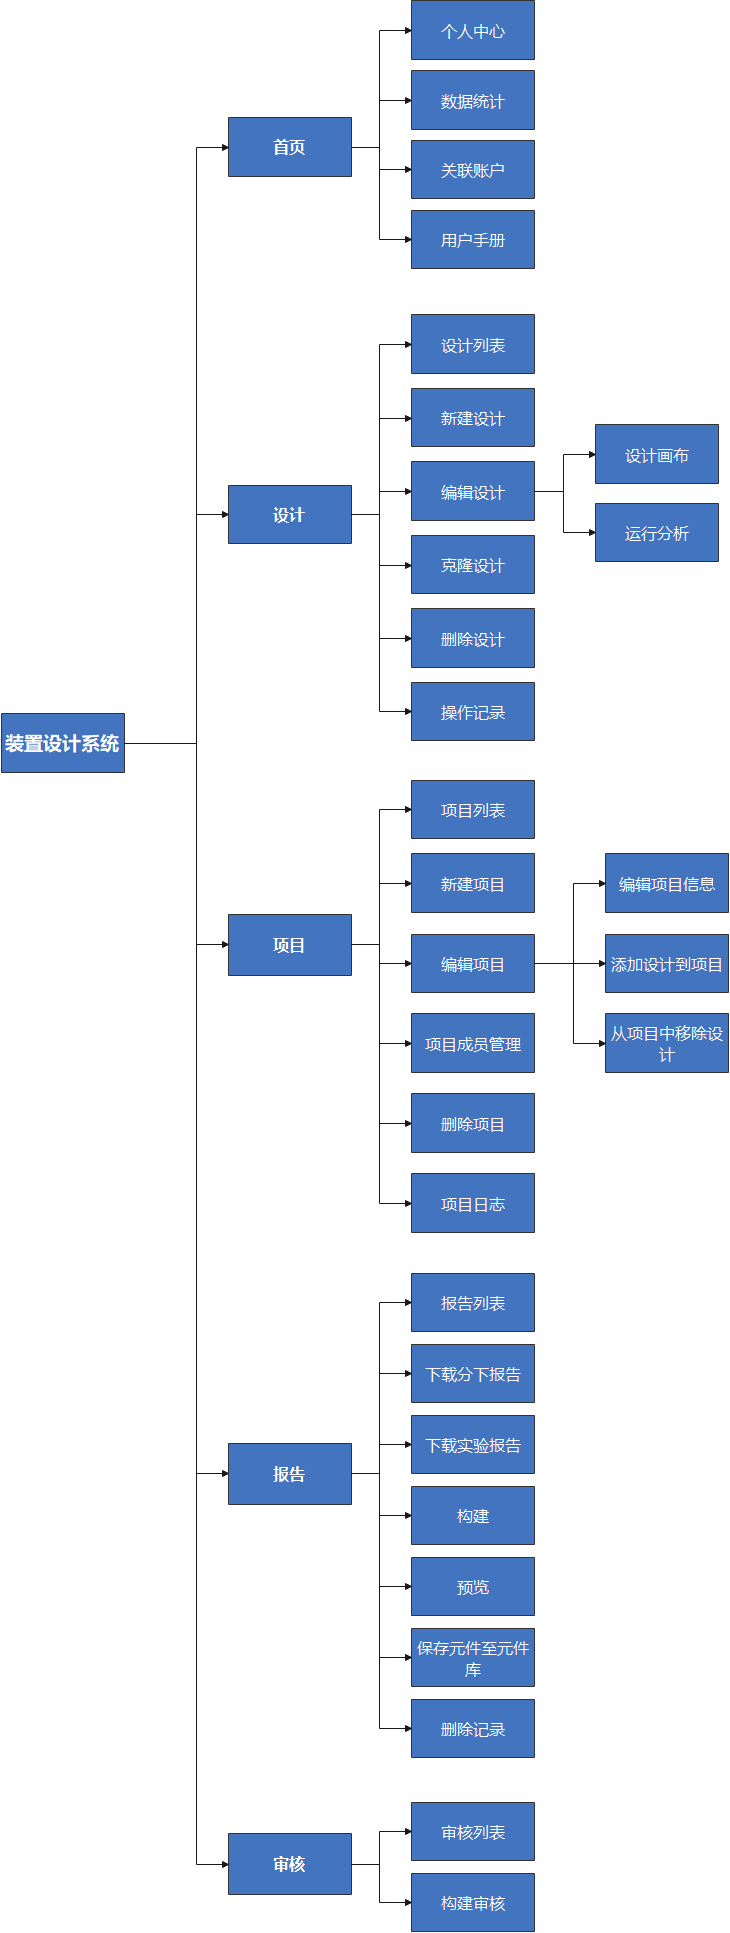 个人中心
数据统计
首页
关联账户
用户手册
设计列表
新建设计
设计画布
编辑设计
设计
运行分析
克隆设计
删除设计
操作记录
装置设计系统
项目列表
新建项目
编辑项目信息
项目
编辑项目
添加设计到项目
项目成员管理
从项目中移除设
计
删除项目
项目日志
报告列表
下载分下报告
下载实验报告
报告
构建
预览
保存元件至元件
库
删除记录
审核列表
审核
构建审核